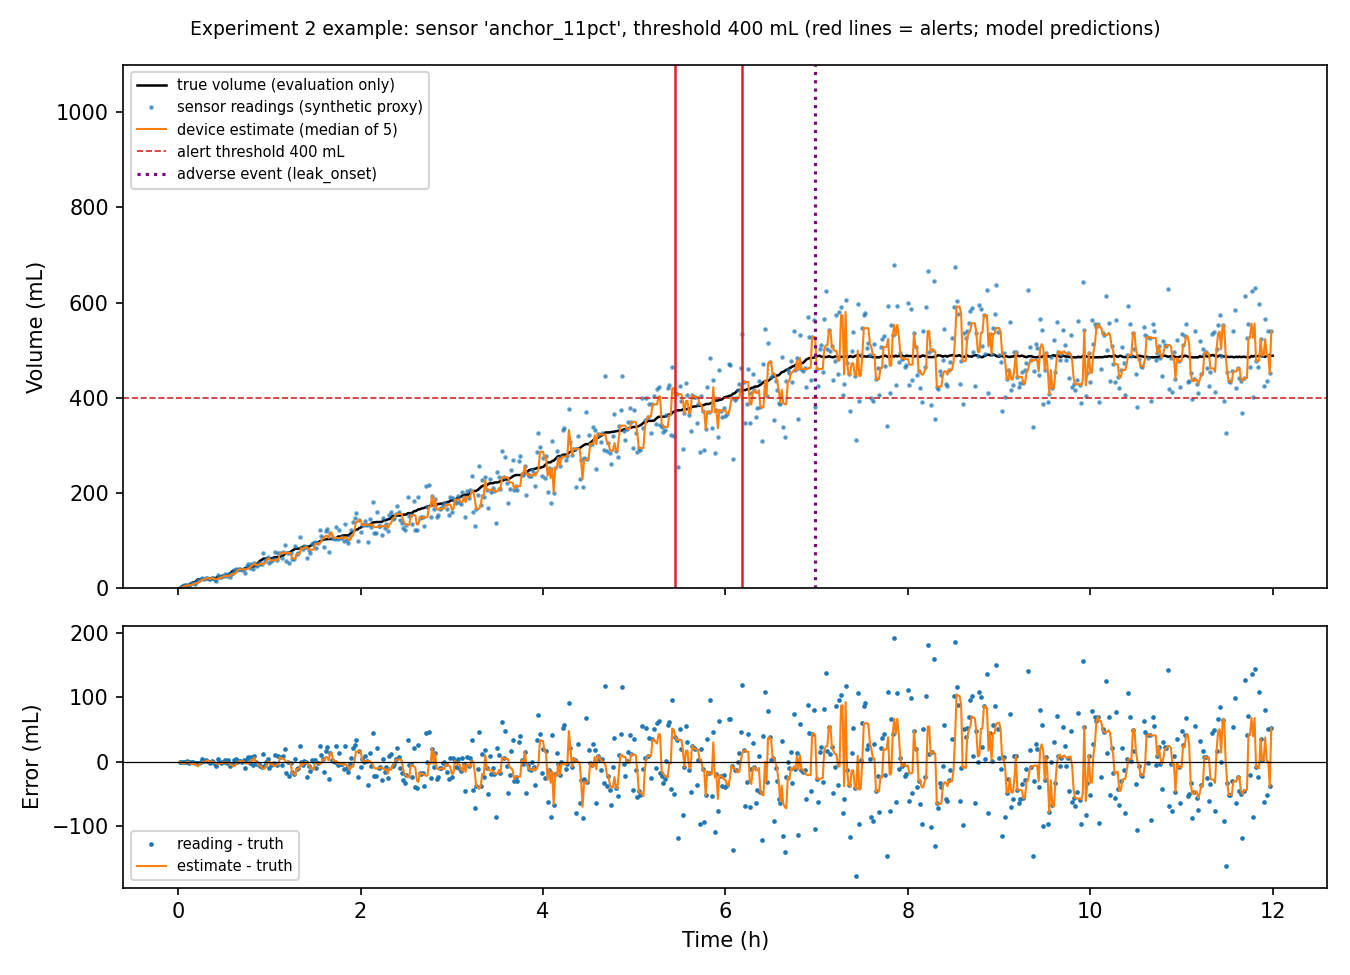 Experiment 2 example: sensor 'anchor_11pct', threshold 400 mL (red lines = alerts; model predictions)
true volume (evaluation only)
sensor readings (synthetic proxy)
device estimate (median of 5)
alert threshold 400 mL
adverse event (leak_onset)
Volume (mL)
1000
800
600
400
200
0
Error (mL)
200
100
0
−100
reading - truth
estimate - truth
0 2 4 6 8 10 12
Time (h)